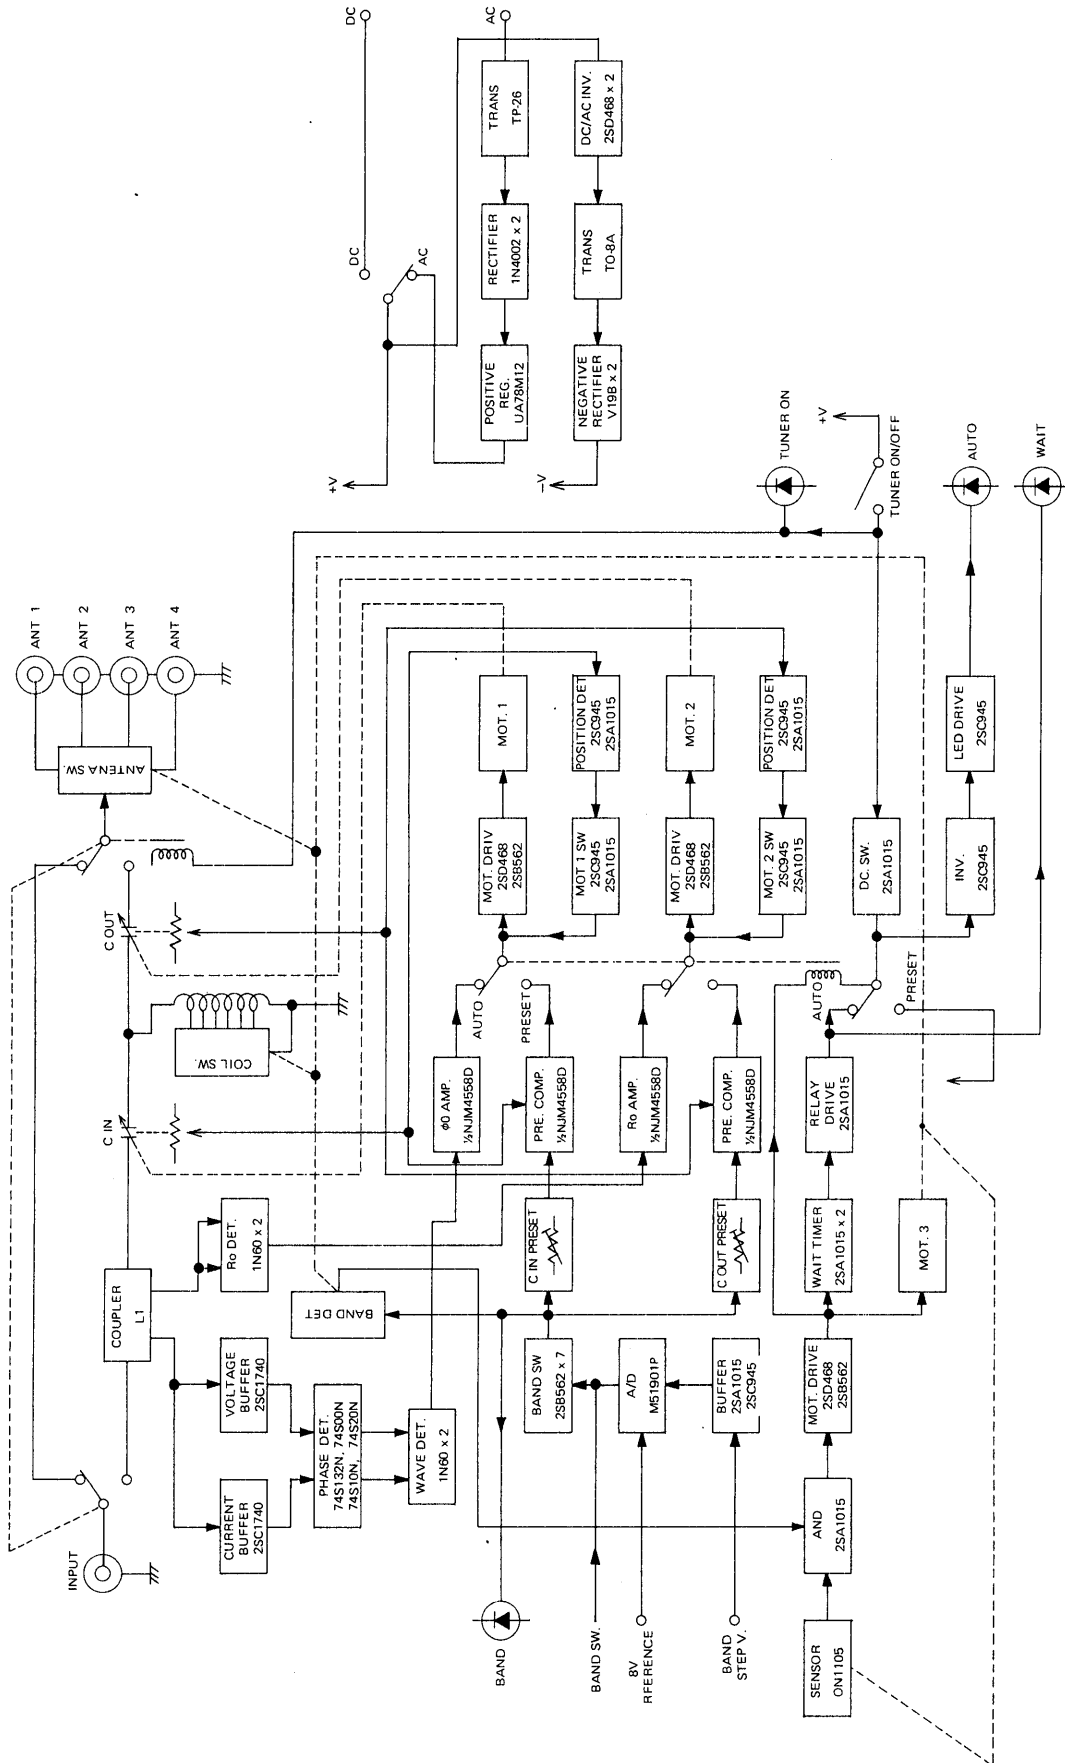 INPUT
COUPLER
L1
CURRENT
BUFFER
2SC1740
VOLTAGE
BUFFER
2SC1740
Ro DET.
1N60 x 2
PHASE DET.
74S132N, 74S00N
74S10N, 74S20N
WAVE DET.
1N60 x 2
BAND DET
C IN
COIL SW.
C OUT
ANTENA SW.
ANT 1
ANT 2
ANT 3
ANT 4
BAND
BAND SW.
8V
RFERENCE
BAND
STEP V.
BAND SW
2SB562 x 7
A/D
M51901P
BUFFER
2SA1015
2SC945
C IN PRESET
C OUT PRESET
ΦO AMP.
½NJM4558D
PRE. COMP.
½NJM4558D
Ro AMP.
½NJM4558D
PRE. COMP.
½NJM4558D
AUTO
PRESET
MOT. DRIV
2SD468
2SB562
MOT 1 SW
2SC945
2SA1015
MOT. 1
POSITION DET
2SC945
2SA1015
MOT. DRIV
2SD468
2SB562
MOT. 2 SW
2SC945
2SA1015
MOT. 2
POSITION DET
2SC945
2SA1015
SENSOR
ON1105
AND
2SA1015
MOT. DRIVE
2SD468
2SB562
WAIT TIMER
2SA1015 x 2
RELAY
DRIVE
2SA1015
MOT. 3
AUTO
PRESET
DC. SW.
2SA1015
INV.
2SC945
LED DRIVE
2SC945
TUNER ON
+V
TUNER ON/OFF
AUTO
WAIT
DC
DC
AC
AC
+V
-V
POSITIVE
REG.
UA78M12
RECTIFIER
1N4002 x 2
TRANS
TP-26
NEGATIVE
RECTIFIER
V19B x 2
TRANS
TO-8A
DC/AC INV.
2SD468 x 2